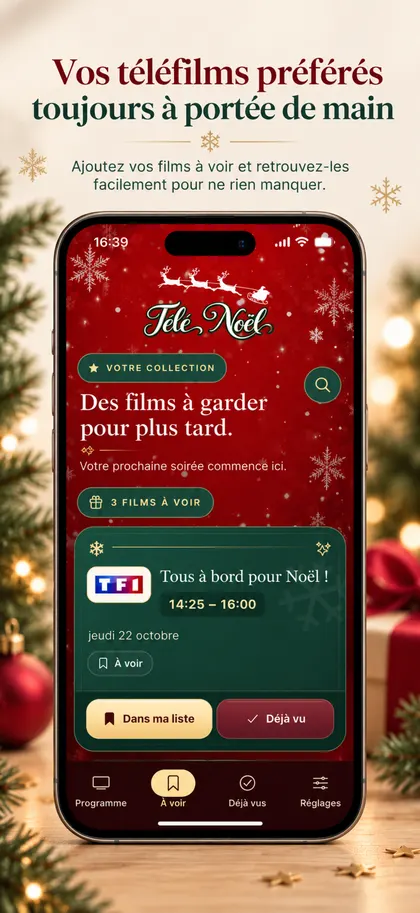 Vos téléfilms préférés
toujours à portée de main
Ajoutez vos films à voir et retrouvez-les
facilement pour ne rien manquer.
16:39
Télé Noël
VOTRE COLLECTION
Des films à garder
pour plus tard.
Votre prochaine soirée commence ici.
3 FILMS À VOIR
TF1
Tous à bord pour Noël !
14:25 – 16:00
jeudi 22 octobre
À voir
Dans ma liste
Déjà vu
Programme
À voir
Déjà vus
Réglages